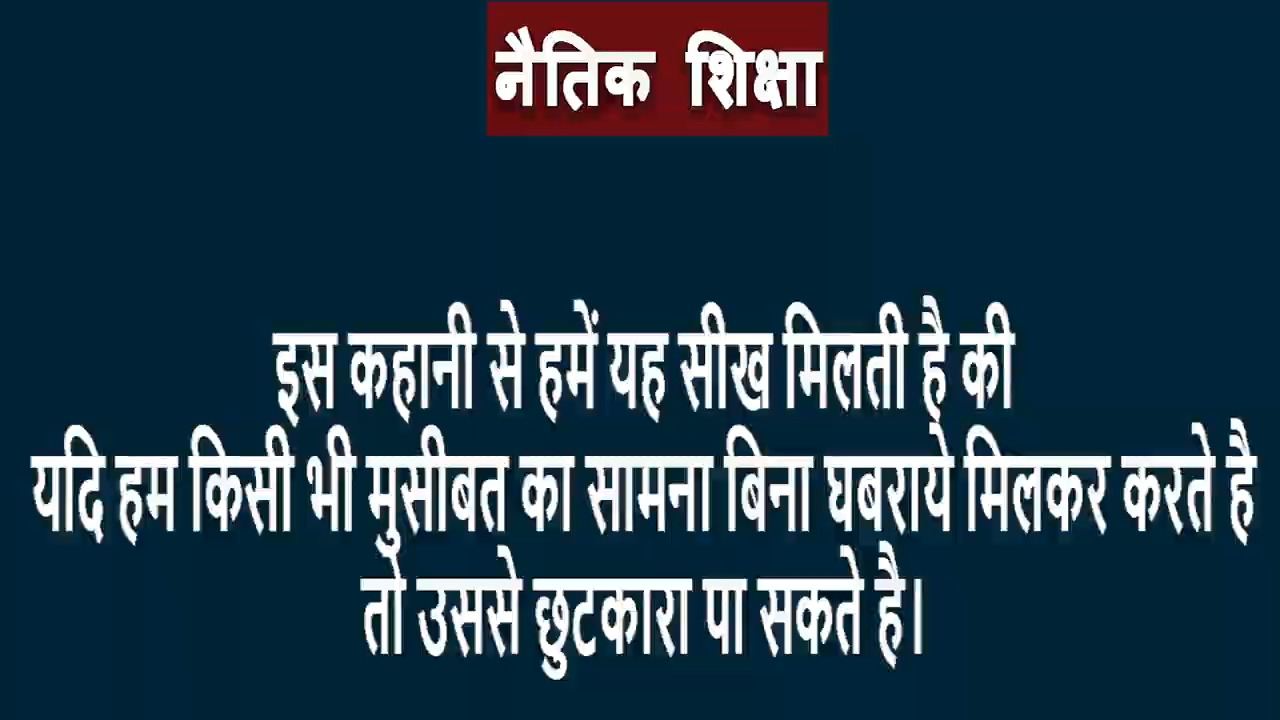 नैतिक शिक्षा
इस कहानी से हमें यह सीख मिलती है की
यदि हम किसी भी मुसीबत का सामना बिना घबराये मिलकर करते है
तो उससे छुटकारा पा सकते है।